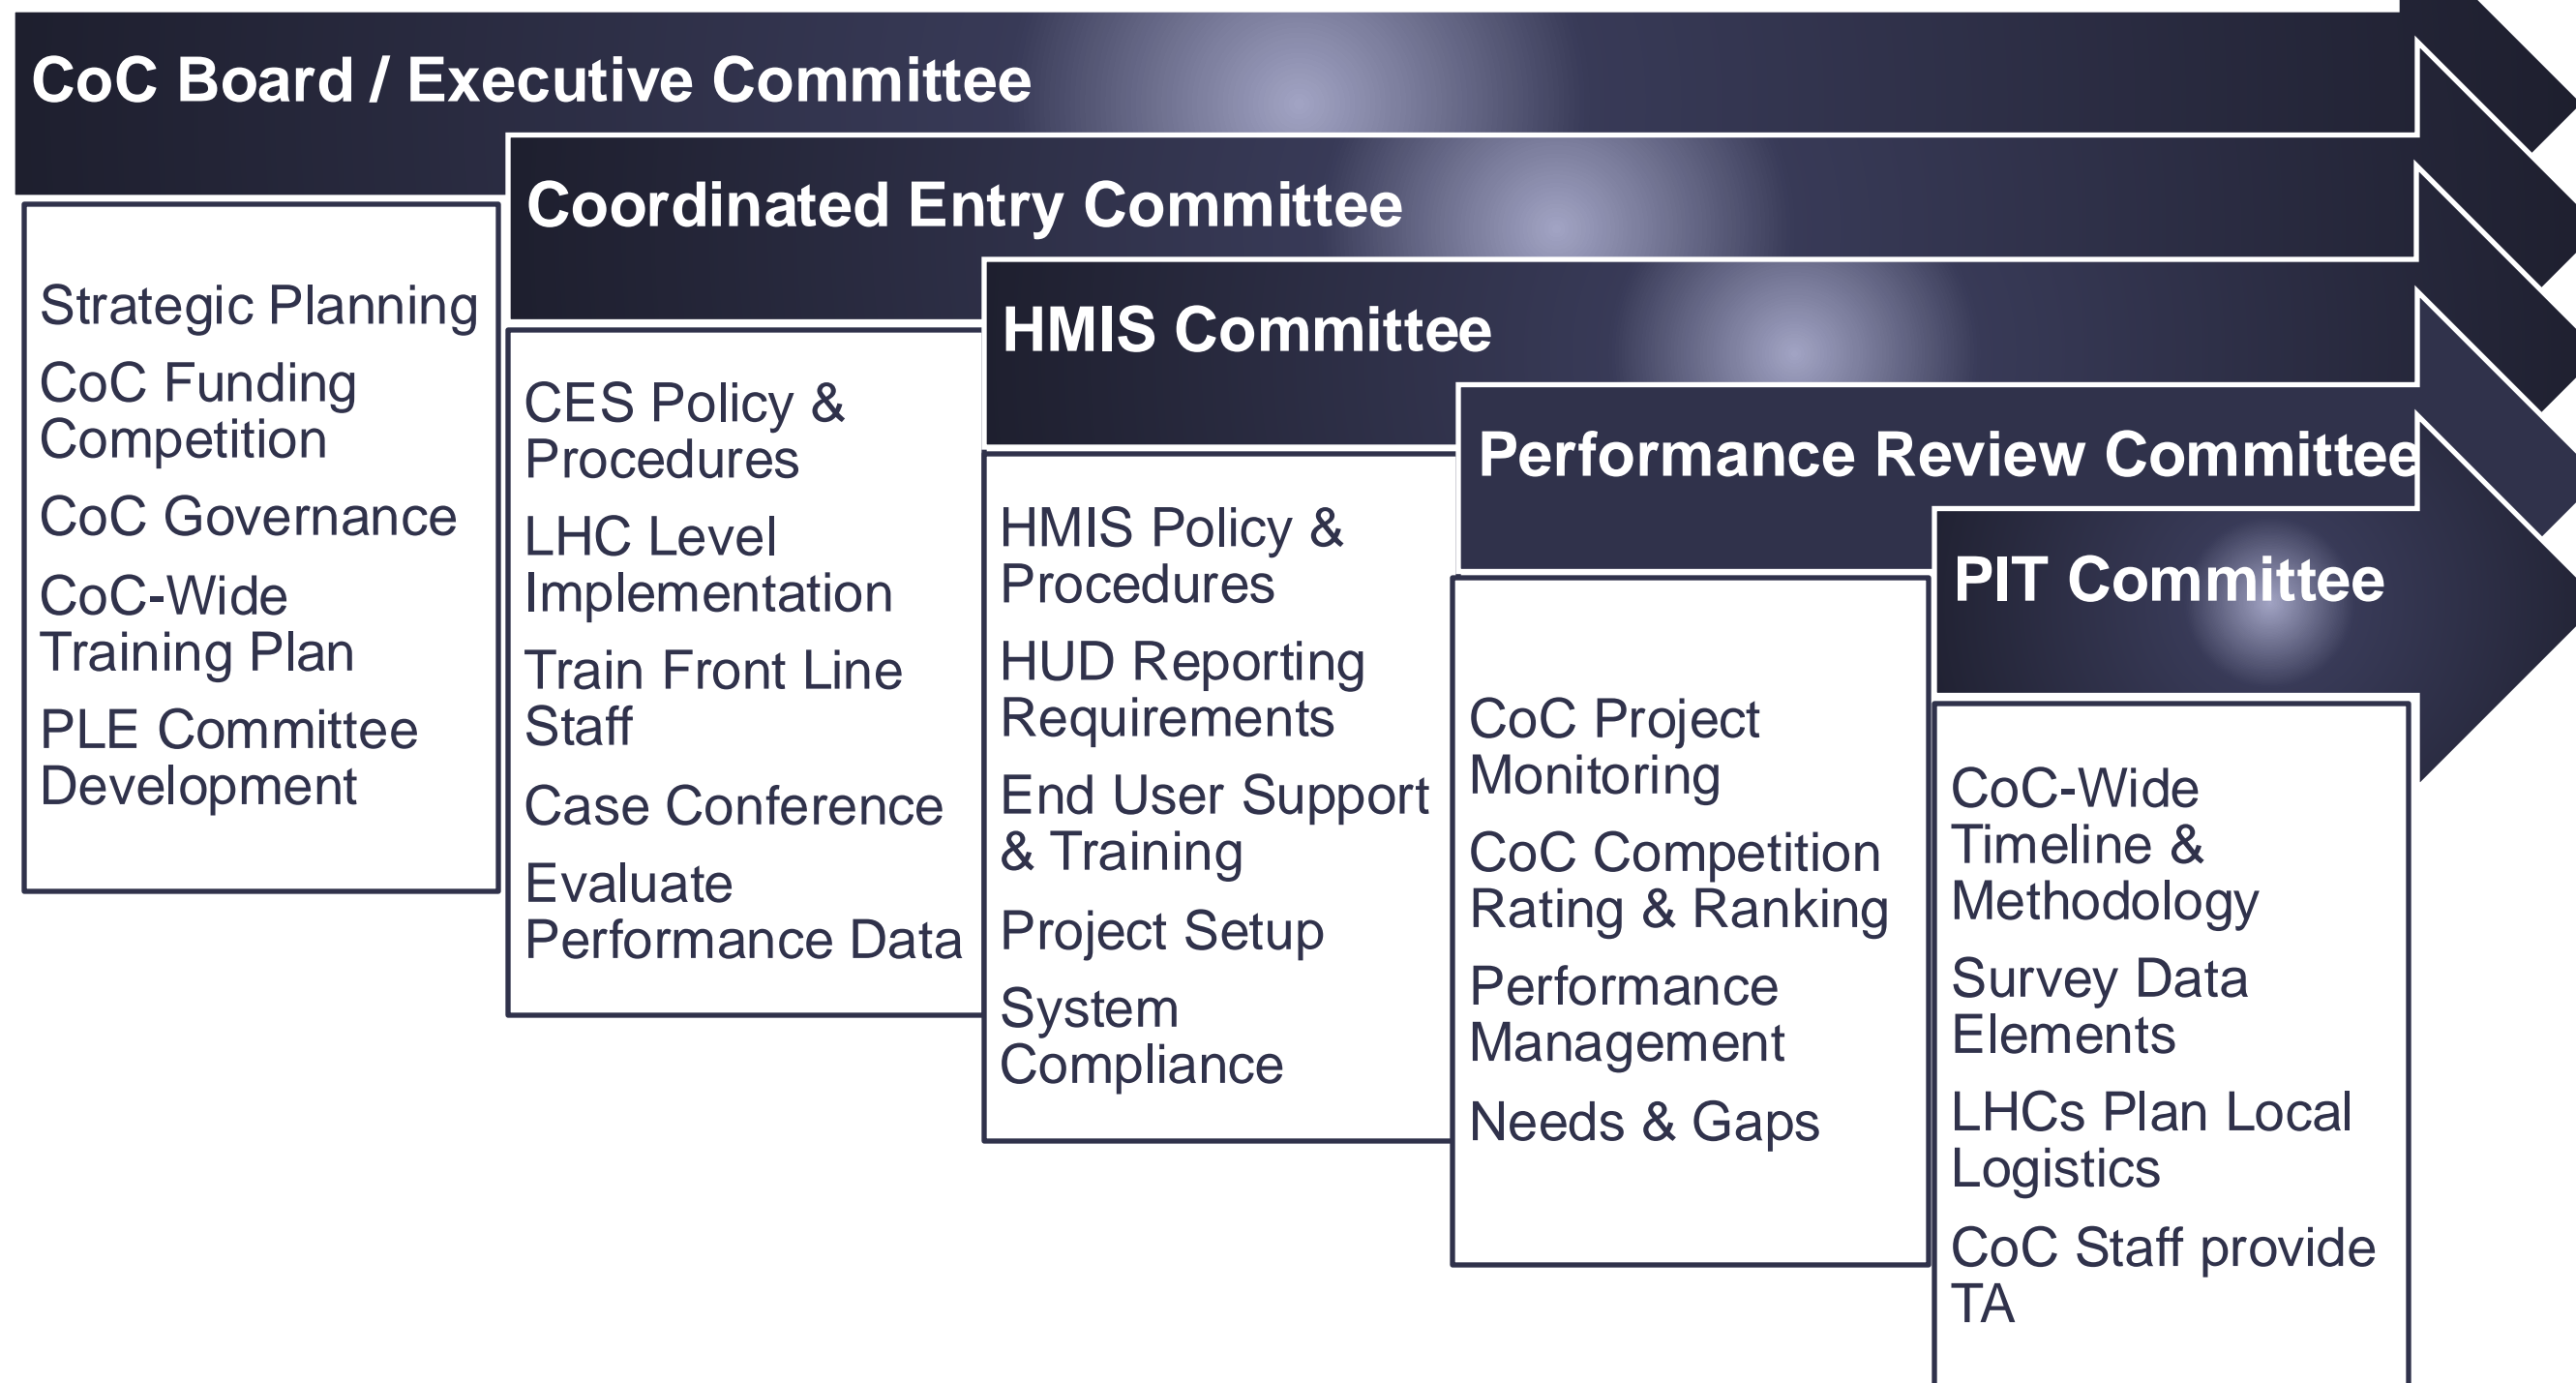 CoC Board / Executive Committee
Strategic Planning
CoC Funding
Competition
CoC Governance
CoC-Wide
Training Plan
PLE Committee
Development
Coordinated Entry Committee
CES Policy &
Procedures
LHC Level
Implementation
Train Front Line
Staff
Case Conference
Evaluate
Performance Data
HMIS Committee
HMIS Policy &
Procedures
HUD Reporting
Requirements
End User Support
& Training
Project Setup
System
Compliance
Performance Review Committee
CoC Project
Monitoring
CoC Competition
Rating & Ranking
Performance
Management
Needs & Gaps
PIT Committee
CoC-Wide
Timeline &
Methodology
Survey Data
Elements
LHCs Plan Local
Logistics
CoC Staff provide
TA